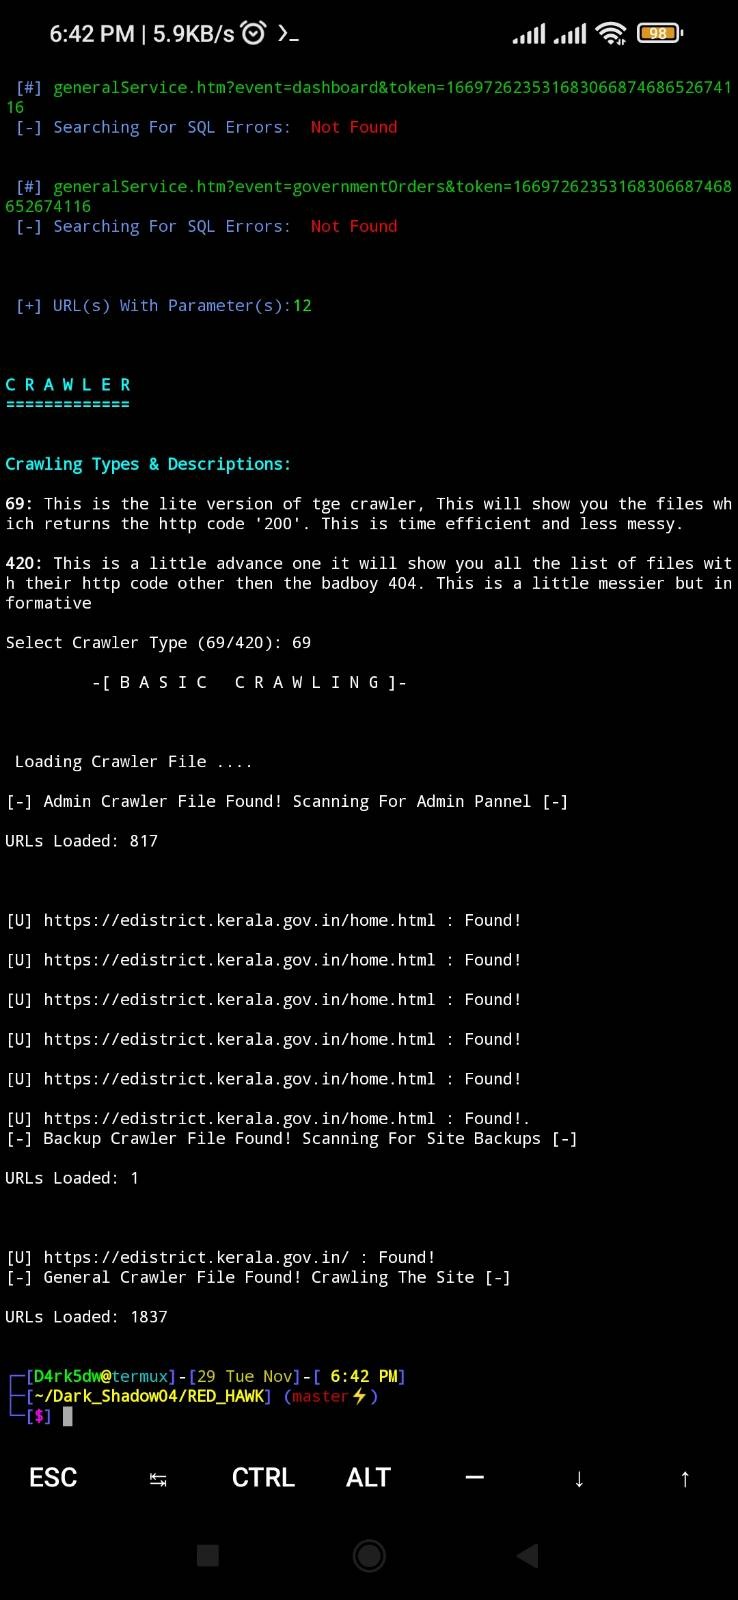 6:42 PM | 5.9KB/s
98
[#] generalService.htm?event=dashboard&token=166972623531683066874686526741
16
[-] Searching For SQL Errors: Not Found
[#] generalService.htm?event=governmentOrders&token=16697262353168306687468
652674116
[-] Searching For SQL Errors: Not Found
[+] URL(s) With Parameter(s):12
C R A W L E R
=============
Crawling Types & Descriptions:
69: This is the lite version of tge crawler, This will show you the files wh
ich returns the http code '200'. This is time efficient and less messy.
420: This is a little advance one it will show you all the list of files wit
h their http code other then the badboy 404. This is a little messier but in
formative
Select Crawler Type (69/420): 69
-[ B A S I C   C R A W L I N G ]-
Loading Crawler File ....
[-] Admin Crawler File Found! Scanning For Admin Pannel [-]
URLs Loaded: 817
[U] https://edistrict.kerala.gov.in/home.html : Found!
[U] https://edistrict.kerala.gov.in/home.html : Found!
[U] https://edistrict.kerala.gov.in/home.html : Found!
[U] https://edistrict.kerala.gov.in/home.html : Found!
[U] https://edistrict.kerala.gov.in/home.html : Found!
[U] https://edistrict.kerala.gov.in/home.html : Found!.
[-] Backup Crawler File Found! Scanning For Site Backups [-]
URLs Loaded: 1
[U] https://edistrict.kerala.gov.in/ : Found!
[-] General Crawler File Found! Crawling The Site [-]
URLs Loaded: 1837
[D4rk5dw@termux]-[29 Tue Nov]-[ 6:42 PM]
[~/Dark_Shadow04/RED_HAWK] (master⚡)
[$]
ESC ↹ CTRL ALT — ↓ ↑